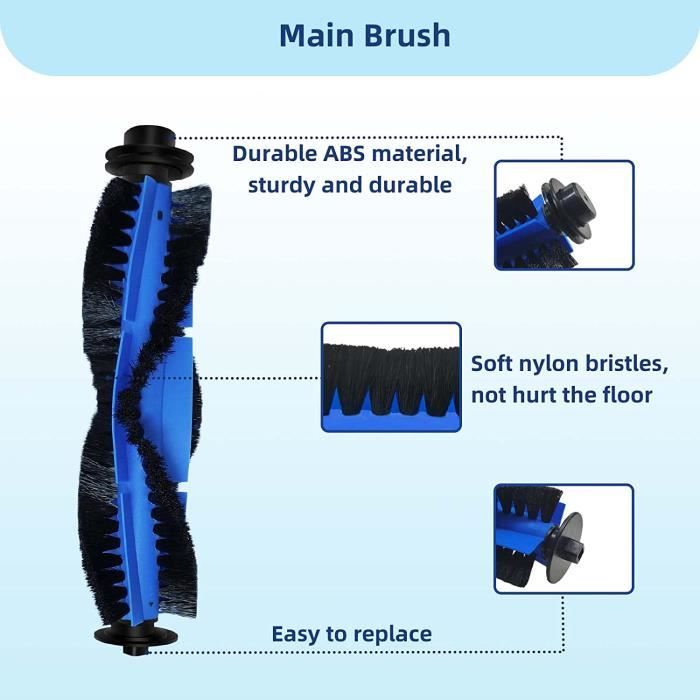 Main Brush
Durable ABS material,
sturdy and durable
Soft nylon bristles,
not hurt the floor
Easy to replace